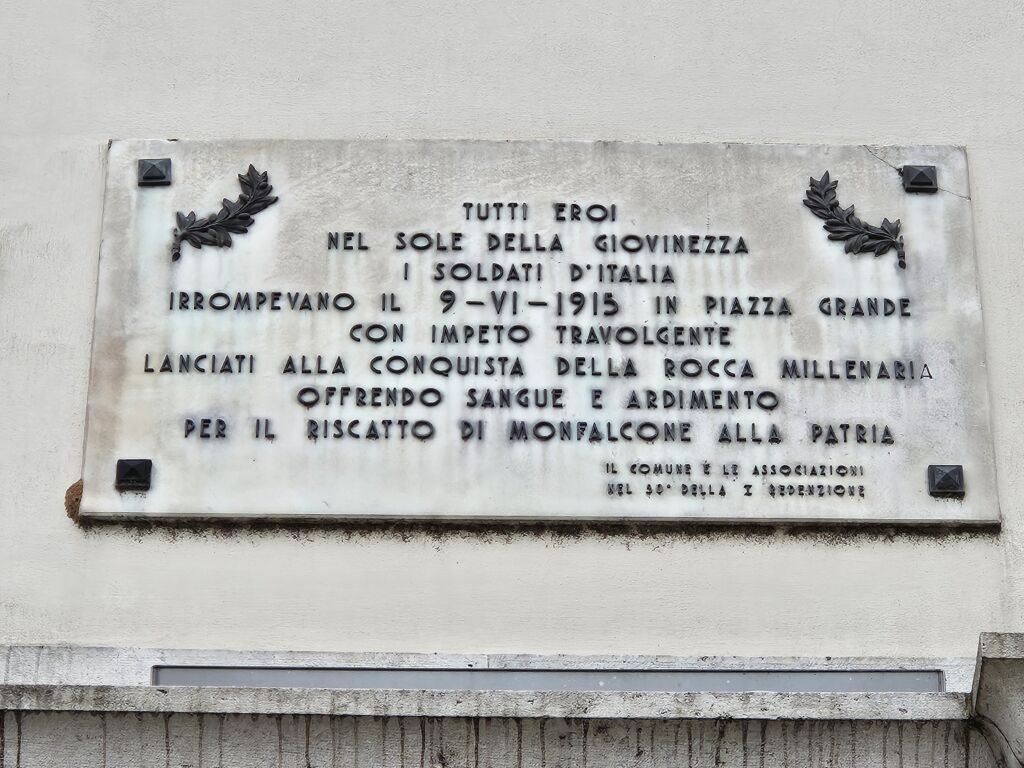 TUTTI EROI
NEL SOLE DELLA GIOVINEZZA
I SOLDATI D'ITALIA
IRROMPEVANO IL 9-VI-1915 IN PIAZZA GRANDE
CON IMPETO TRAVOLGENTE
LANCIATI ALLA CONQUISTA DELLA ROCCA MILLENARIA
OFFRENDO SANGUE E ARDIMENTO
PER IL RISCATTO DI MONFALCONE ALLA PATRIA
IL COMUNE E LE ASSOCIAZIONI
NEL 50° DELLA I REDENZIONE